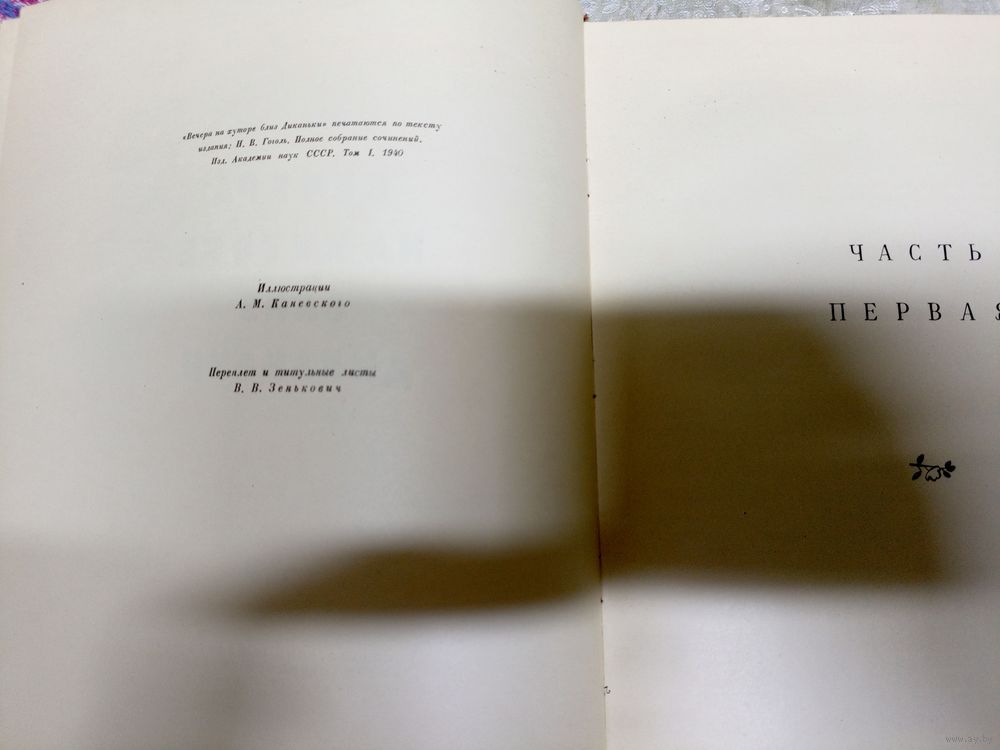 «Вечера на хуторе близ Диканьки» печатаются по тексту
издания: Н. В. Гоголь. Полное собрание сочинений.
Изд. Академии наук СССР. Том I. 1940
Иллюстрации
А. М. Каневского
Переплет и титульные листы
В. В. Зенькович
ЧАСТЬ
ПЕРВАЯ
www.ay.by